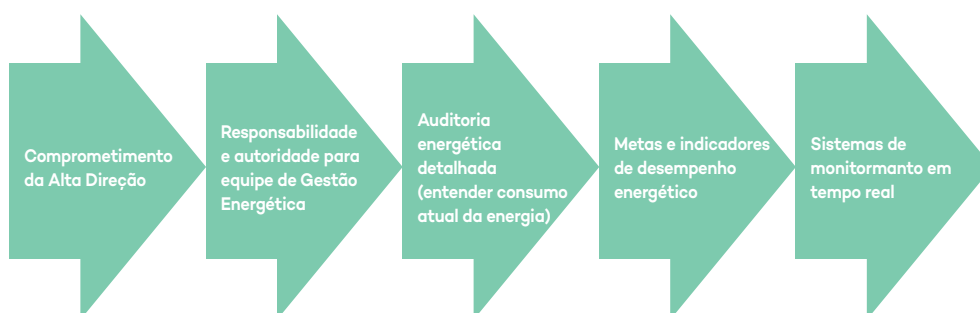 Comprometimento
da Alta Direção
Responsabilidade
e autoridade para
equipe de Gestão
Energética
Auditoria
energética
detalhada
(entender consumo
atual da energia)
Metas e indicadores
de desempenho
energético
Sistemas de
monitormanto em
tempo real